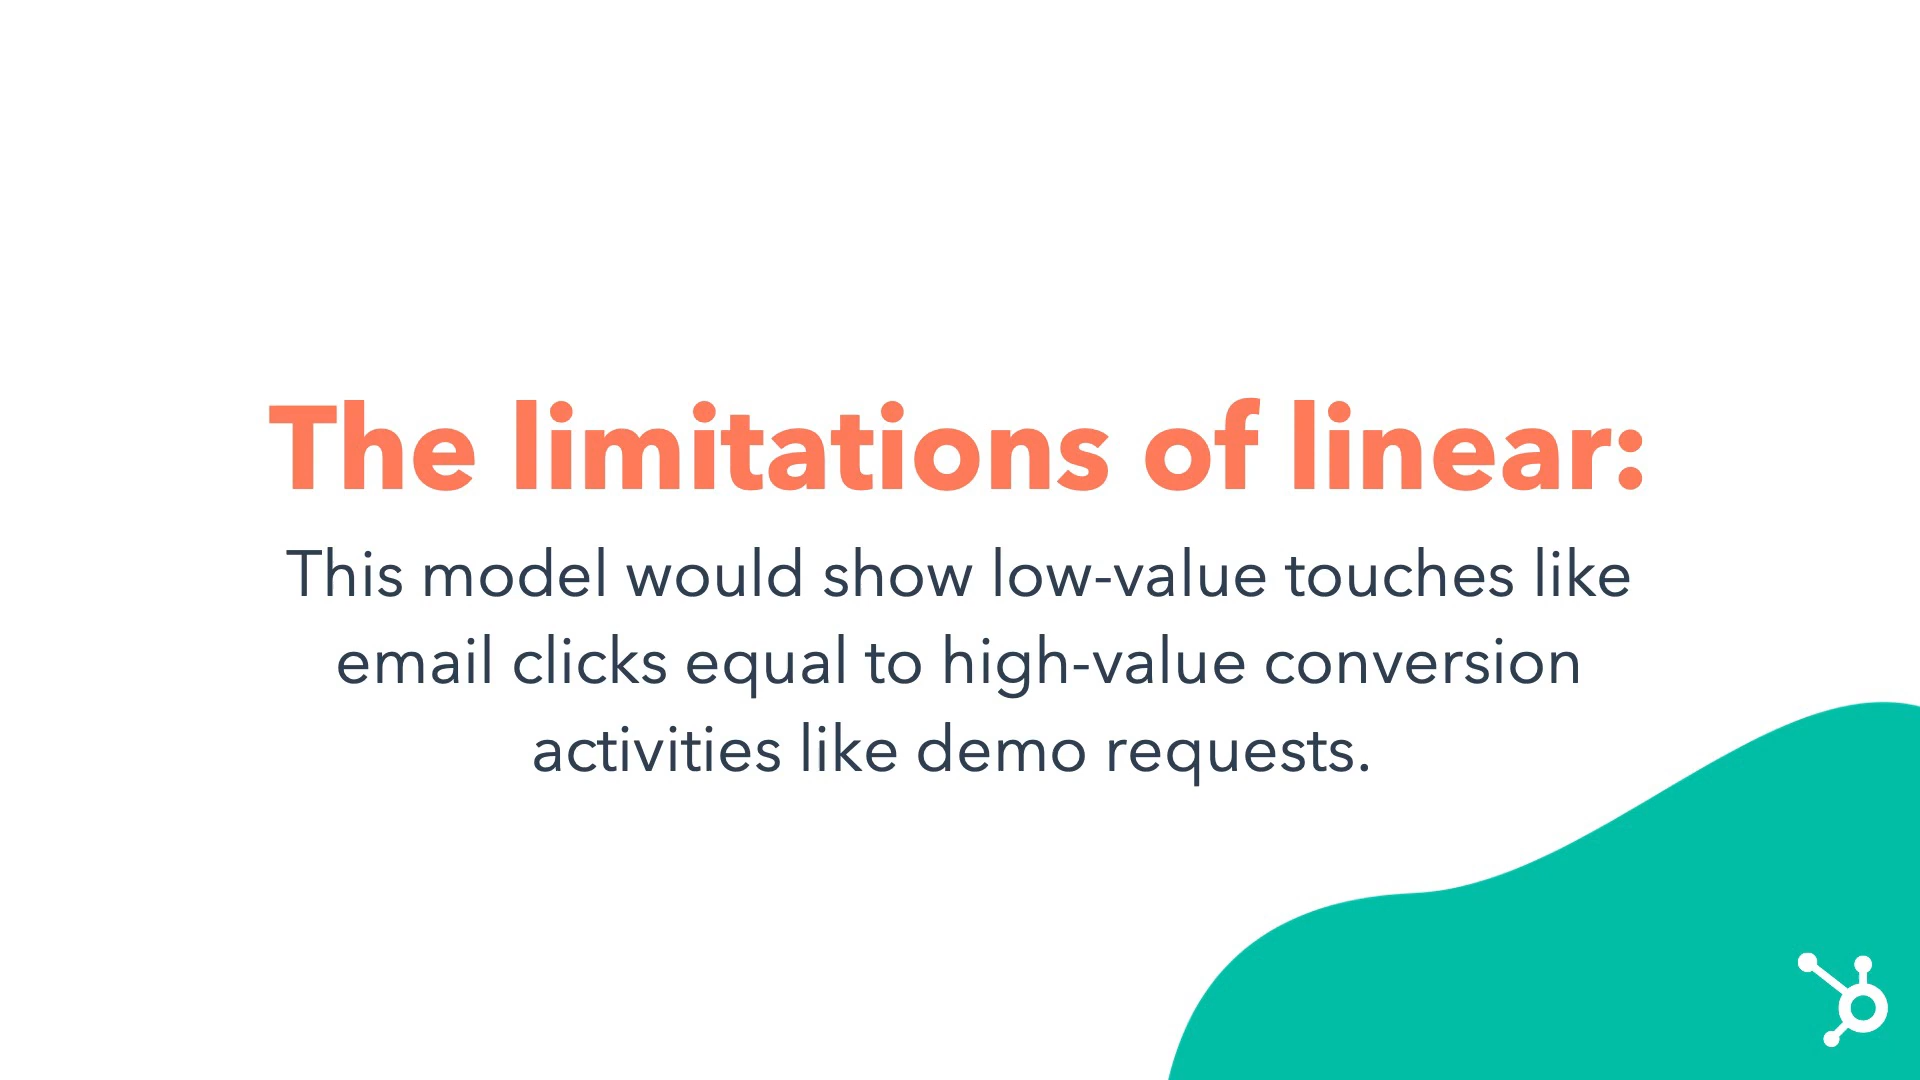 The limitations of linear:
This model would show low-value touches like
email clicks equal to high-value conversion
activities like demo requests.